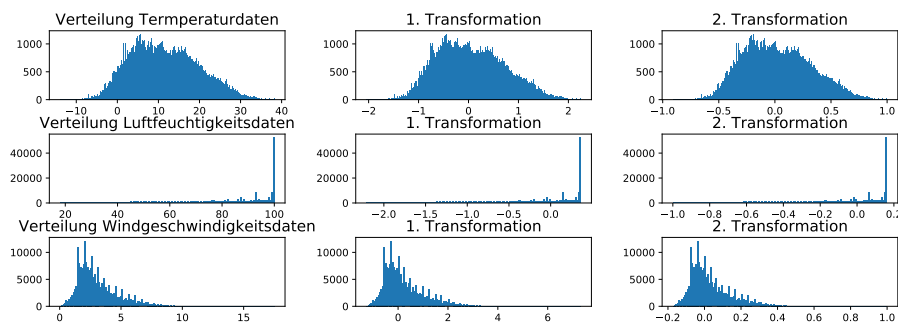 Verteilung Termperaturdaten 1. Transformation 2. Transformation
1000 1000 1000
500 500 500
0 0 0
−10 0 10 20 30 40 −2 −1 0 1 2 −1.0 −0.5 0.0 0.5 1.0
Verteilung Luftfeuchtigkeitsdaten 1. Transformation 2. Transformation
40000 40000 40000
20000 20000 20000
0 0 0
20 40 60 80 100 −2.0 −1.5 −1.0 −0.5 0.0 −1.0 −0.8 −0.6 −0.4 −0.2 0.0 0.2
Verteilung Windgeschwindigkeitsdaten 1. Transformation 2. Transformation
10000 10000 10000
5000 5000 5000
0 0 0
0 5 10 15 0 2 4 6 −0.2 0.0 0.2 0.4 0.6 0.8 1.0